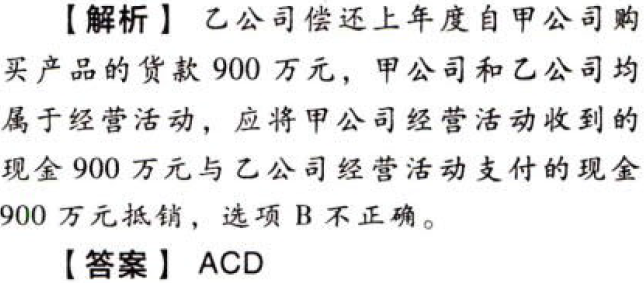 【解析】 乙公司偿还上年度自甲公司购
买产品的货款 900 万元，甲公司和乙公司均
属于经营活动，应将甲公司经营活动收到的
现金 900 万元与乙公司经营活动支付的现金
900 万元抵销，选项 B 不正确。
【答案】 ACD